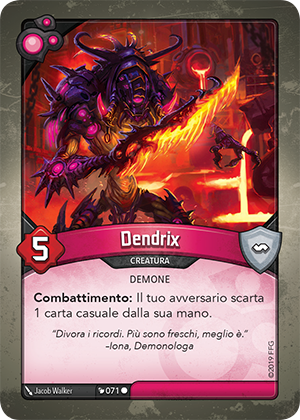 Dendrix
5
CREATURA
DEMONE
Combattimento: Il tuo avversario scarta
1 carta casuale dalla sua mano.
"Divora i ricordi. Più sono freschi, meglio è."
–Iona, Demonologa
Jacob Walker
071
©2019 FFG